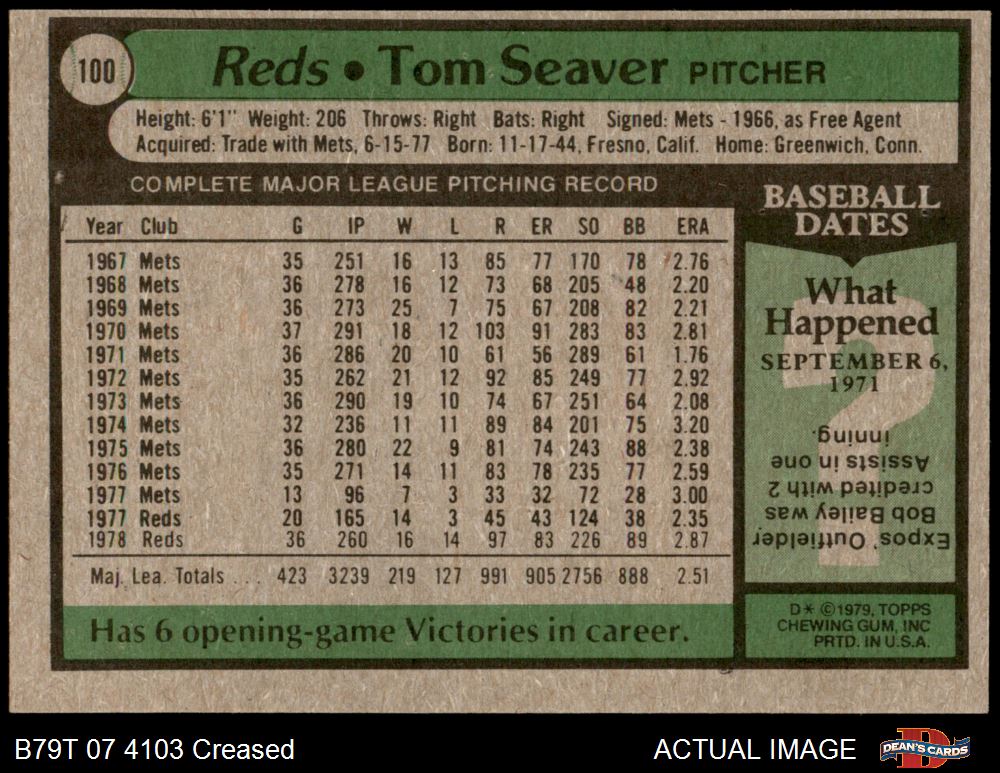 100
Reds • Tom Seaver PITCHER
Height: 6'1" Weight: 206 Throws: Right Bats: Right Signed: Mets - 1966, as Free Agent
Acquired: Trade with Mets, 6-15-77 Born: 11-17-44, Fresno, Calif. Home: Greenwich, Conn.
COMPLETE MAJOR LEAGUE PITCHING RECORD
Year Club G IP W L R ER SO BB ERA
1967 Mets 35 251 16 13 85 77 170 78 2.76
1968 Mets 36 278 16 12 73 68 205 48 2.20
1969 Mets 36 273 25 7 75 67 208 82 2.21
1970 Mets 37 291 18 12 103 91 283 83 2.81
1971 Mets 36 286 20 10 61 56 289 61 1.76
1972 Mets 35 262 21 12 92 85 249 77 2.92
1973 Mets 36 290 19 10 74 67 251 64 2.08
1974 Mets 32 236 11 11 89 84 201 75 3.20
1975 Mets 36 280 22 9 81 74 243 88 2.38
1976 Mets 35 271 14 11 83 78 235 77 2.59
1977 Mets 13 96 7 3 33 32 72 28 3.00
1977 Reds 20 165 14 3 45 43 124 38 2.35
1978 Reds 36 260 16 14 97 83 226 89 2.87
Maj. Lea. Totals ... 423 3239 219 127 991 905 2756 888 2.51
Has 6 opening-game Victories in career.
BASEBALL
DATES
What
Happened
SEPTEMBER 6,
1971
?
Expos' Outfielder
Bob Bailey was
credited with 2
Assists in one
inning.
D* ©1979, TOPPS
CHEWING GUM, INC
PRTD. IN U.S.A.
B79T 07 4103 Creased
ACTUAL IMAGE
D
DEAN'S CARDS